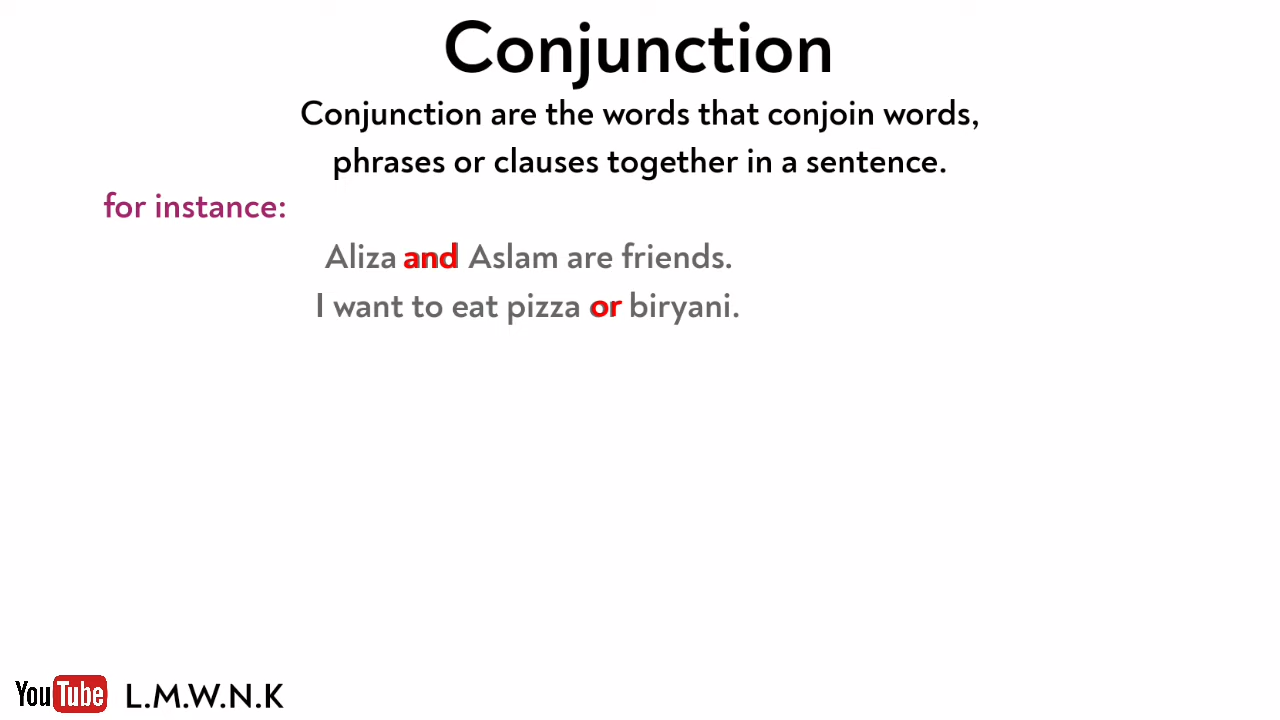 Conjunction
Conjunction are the words that conjoin words,
phrases or clauses together in a sentence.
for instance:
Aliza and Aslam are friends.
I want to eat pizza or biryani.
YouTube L.M.W.N.K